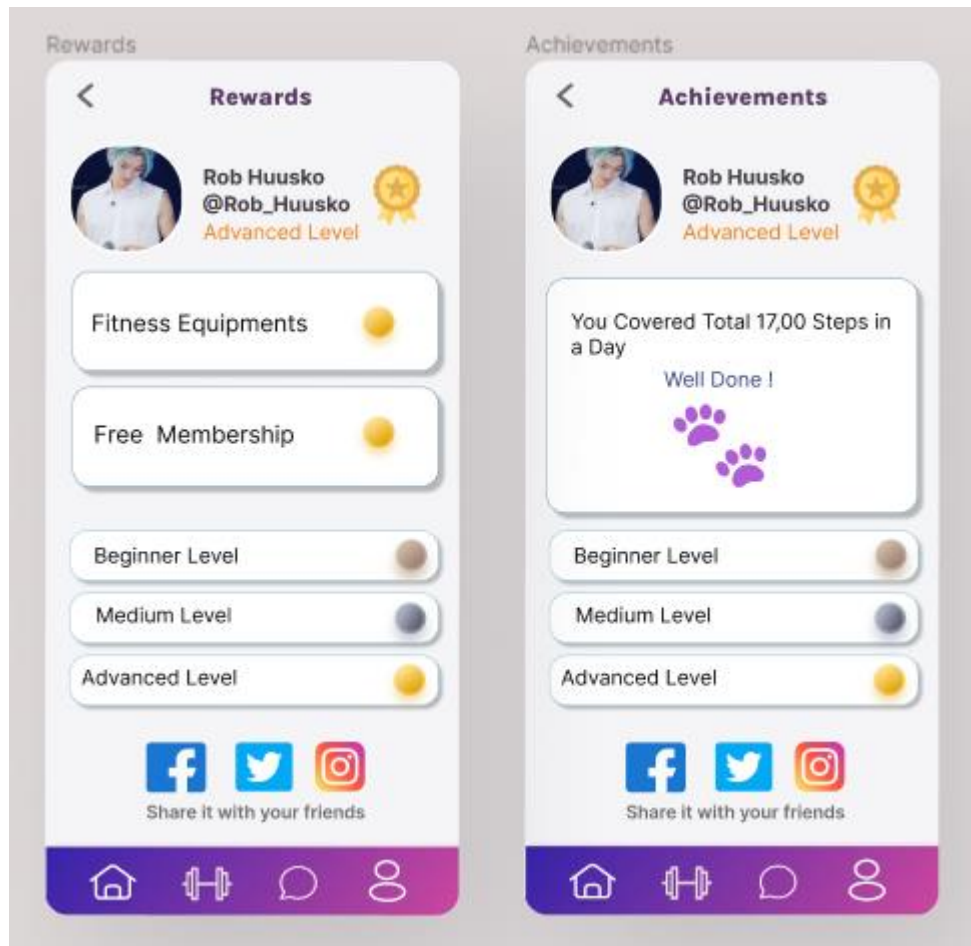 Rewards
Rewards
Rob Huusko
@Rob_Huusko
Advanced Level
Fitness Equipments
Free Membership
Beginner Level
Medium Level
Advanced Level
Share it with your friends
Achievements
Achievements
Rob Huusko
@Rob_Huusko
Advanced Level
You Covered Total 17,00 Steps in
a Day
Well Done !
Beginner Level
Medium Level
Advanced Level
Share it with your friends